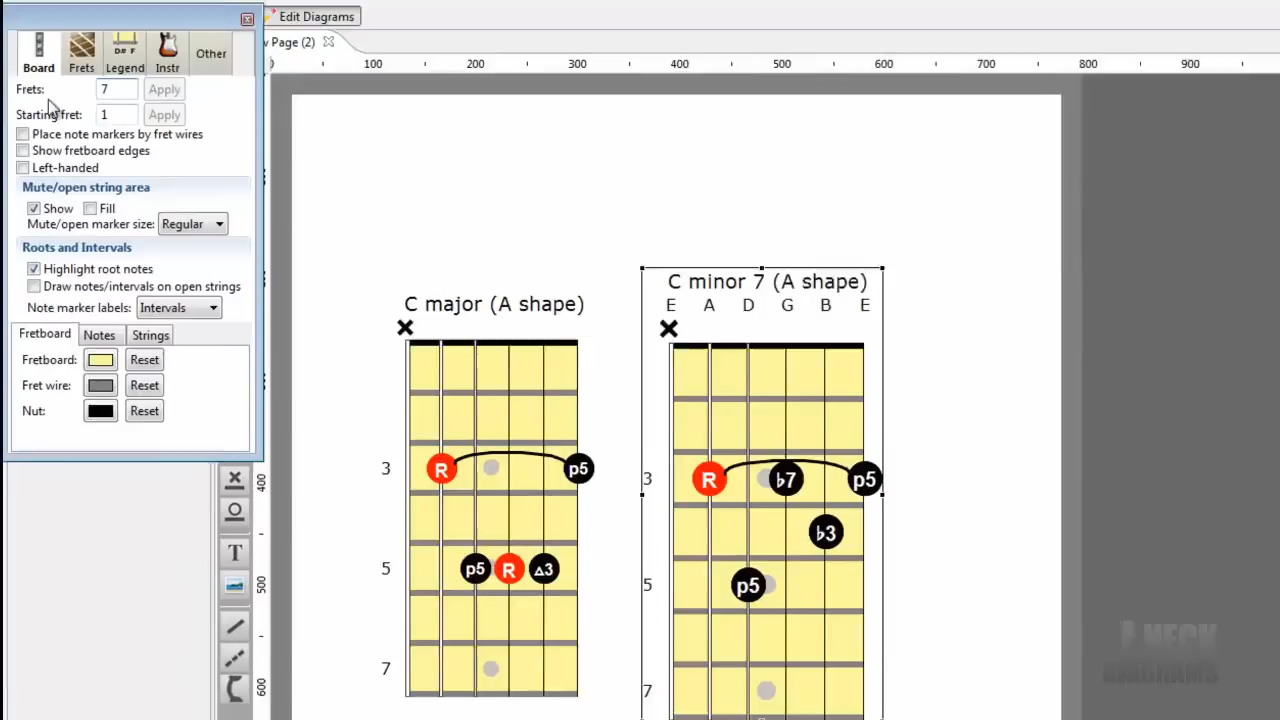 Edit Diagrams
w Page (2)
Board
Frets
D# F
Legend
Instr
Other
100 200 300 400 500 600 700 800 900
Frets: 7 Apply
Starting fret: 1 Apply
Place note markers by fret wires
Show fretboard edges
Left-handed
Mute/open string area
Show Fill
Mute/open marker size: Regular
Roots and Intervals
Highlight root notes
Draw notes/intervals on open strings
Note marker labels: Intervals
Fretboard Notes Strings
Fretboard: Reset
Fret wire: Reset
Nut: Reset
T
400
500
600
C major (A shape)
3 R p5
5 p5 R △3
7
C minor 7 (A shape)
E A D G B E
3 R ♭7 p5
♭3
5 p5
7
NECK
DIAGRAMS